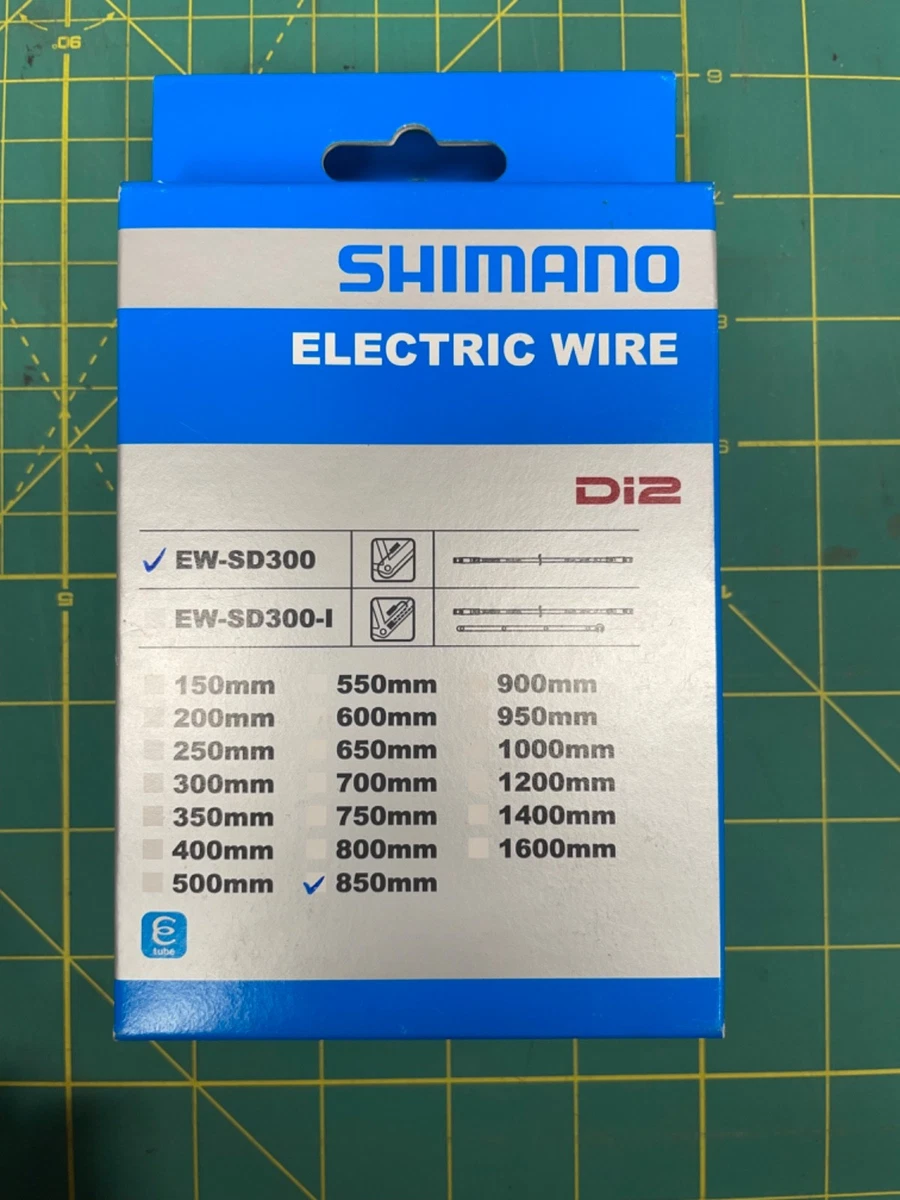 SHIMANO
ELECTRIC WIRE
Di2
EW-SD300
EW-SD300-I
150mm 550mm 900mm
200mm 600mm 950mm
250mm 650mm 1000mm
300mm 700mm 1200mm
350mm 750mm 1400mm
400mm 800mm 1600mm
500mm 850mm
E
tube